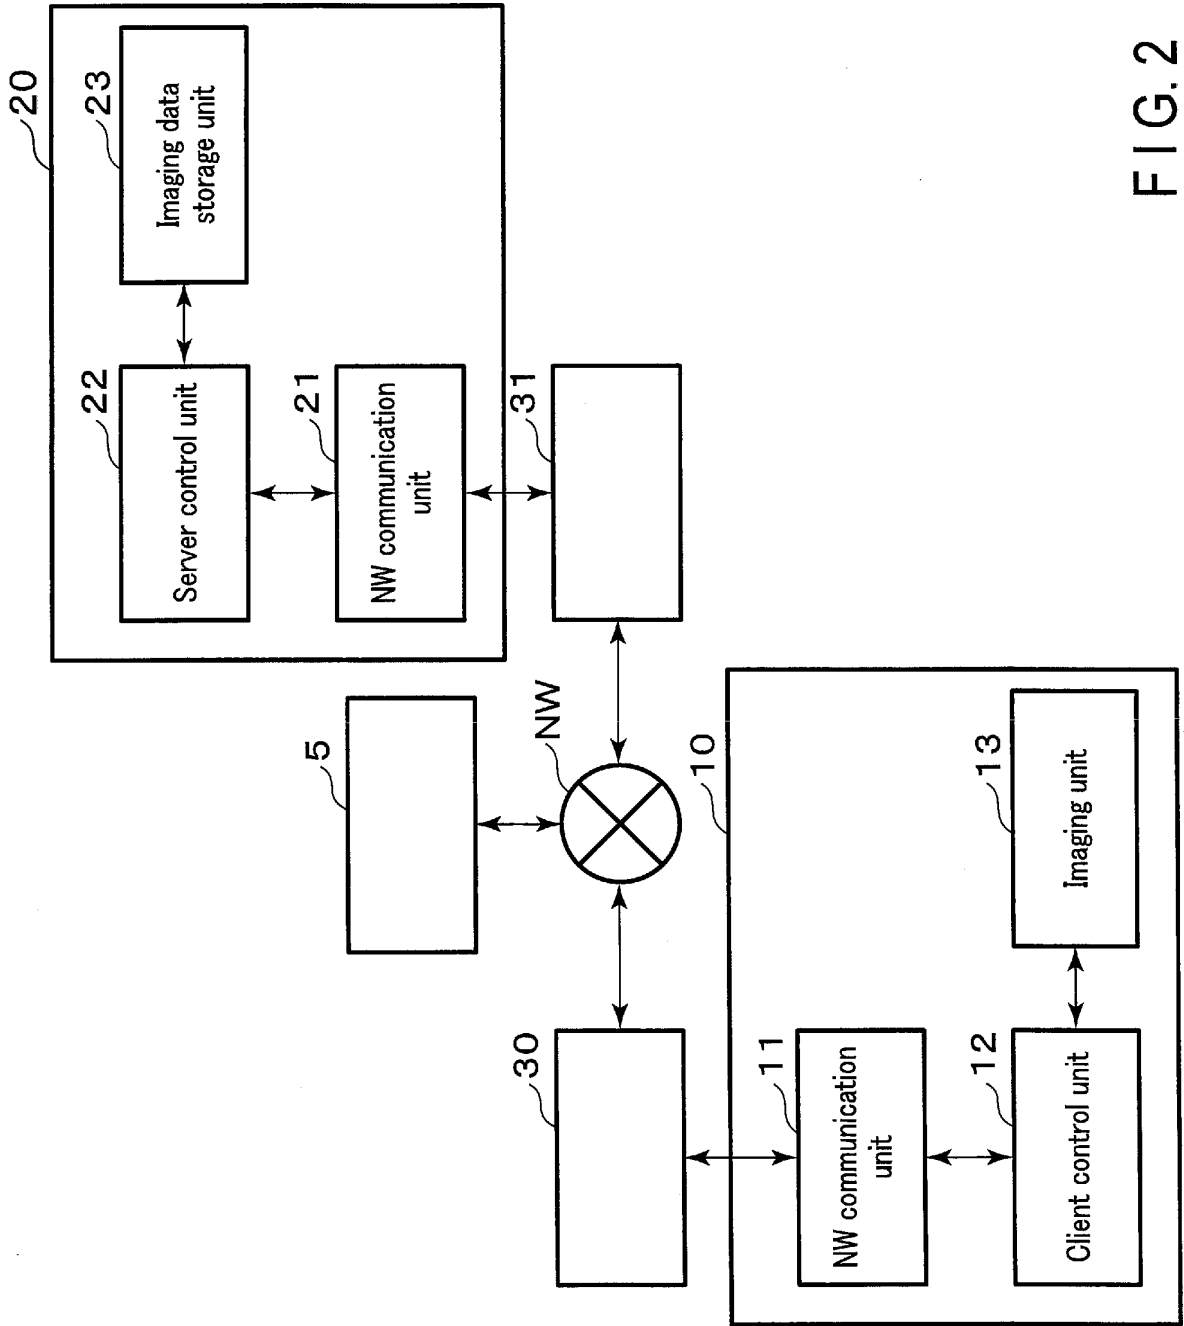 20
23
Imaging data
storage unit
22
Server control unit
21
NW communication
unit
31
5
NW
30
10
11
NW communication
unit
12
Client control unit
13
Imaging unit
FIG. 2